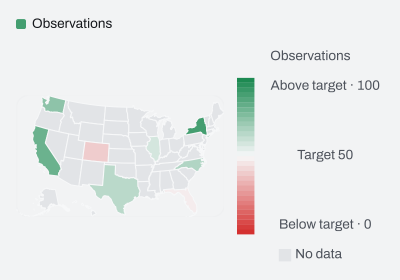 Observations
Observations
Above target · 100
Target 50
Below target · 0
No data